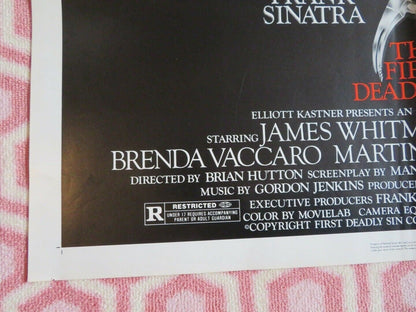 FRANK
SINATRA
TH
FIR
DEADL
ELLIOTT KASTNER PRESENTS AN
STARRING JAMES WHITM
BRENDA VACCARO MARTIN
DIRECTED BY BRIAN HUTTON SCREENPLAY BY MAN
MUSIC BY GORDON JENKINS PRODUCE
EXECUTIVE PRODUCERS FRANK
COLOR BY MOVIELAB CAMERA EQ
©COPYRIGHT FIRST DEADLY SIN CO
R RESTRICTED
UNDER 17 REQUIRES ACCOMPANYING
PARENT OR ADULT GUARDIAN